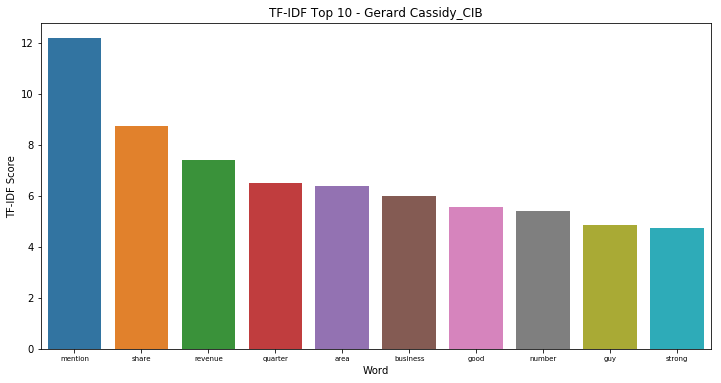 TF-IDF Top 10 - Gerard Cassidy_CIB
TF-IDF Score
12
10
8
6
4
2
0
mention share revenue quarter area business good number guy strong
Word